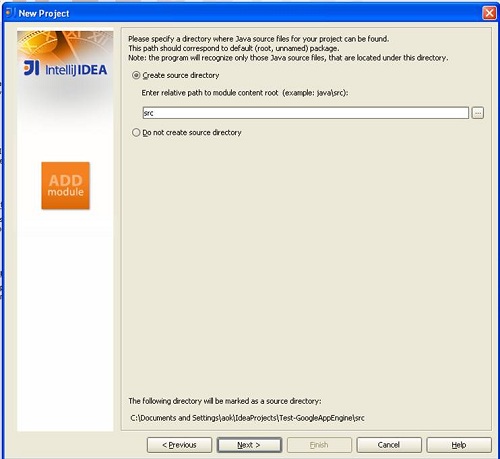 New Project
Please specify a directory where Java source files for your project can be found.
This path should correspond to default (root, unnamed) package.
Note: the program will recognize only those Java source files, that are located under this directory.
IntelliJIDEA
Create source directory
Enter relative path to module content root (example: java\src):
src
...
Do not create source directory
ADD
module
The following directory will be marked as a source directory:
C:\Documents and Settings\aok\IdeaProjects\Test-GoogleAppEngine\src
< Previous
Next >
Finish
Cancel
Help